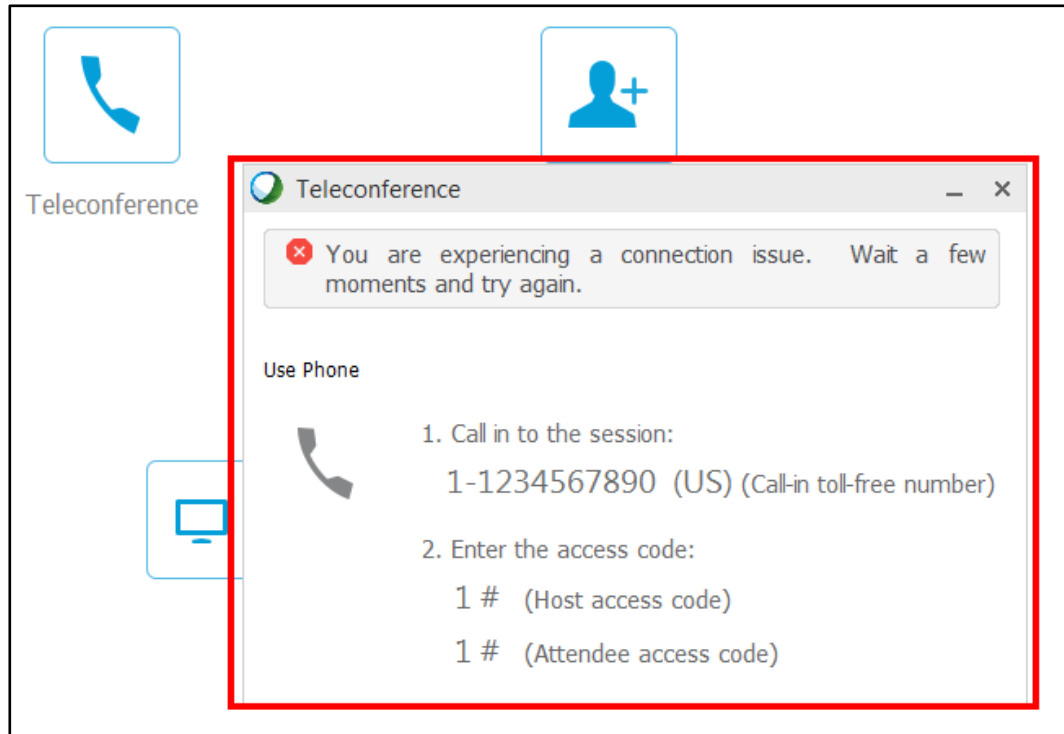 Teleconference
Teleconference
You are experiencing a connection issue. Wait a few
moments and try again.
Use Phone
1. Call in to the session:
1-1234567890 (US) (Call-in toll-free number)
2. Enter the access code:
1 # (Host access code)
1 # (Attendee access code)